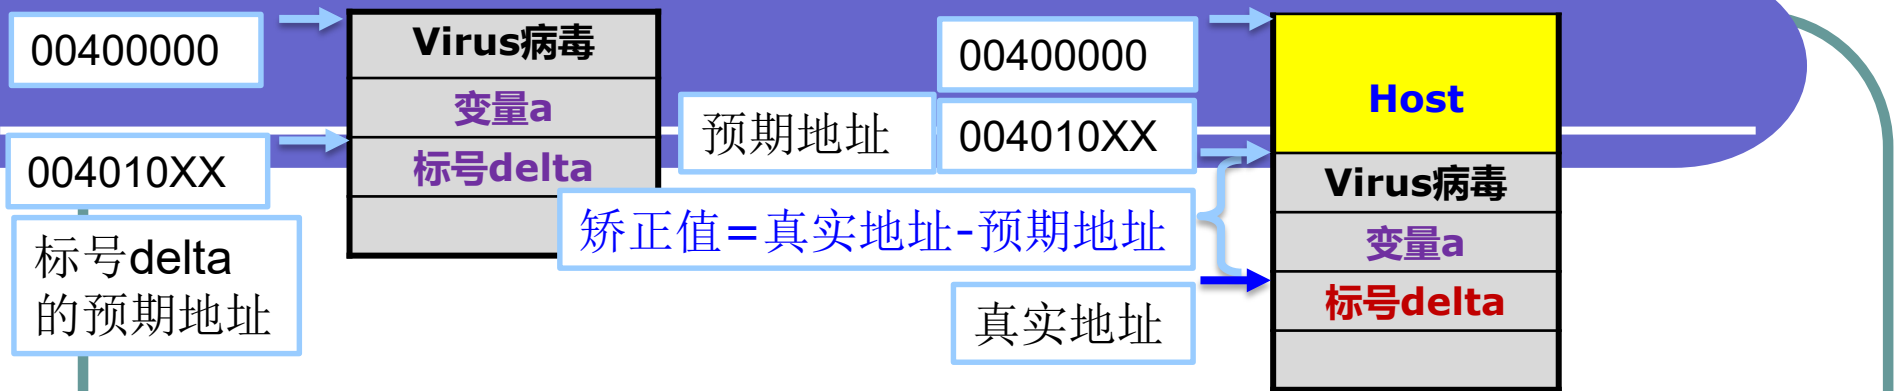 00400000
Virus病毒
变量a
标号delta
004010XX
标号delta
的预期地址
00400000
预期地址
004010XX
矫正值=真实地址-预期地址
真实地址
Host
Virus病毒
变量a
标号delta